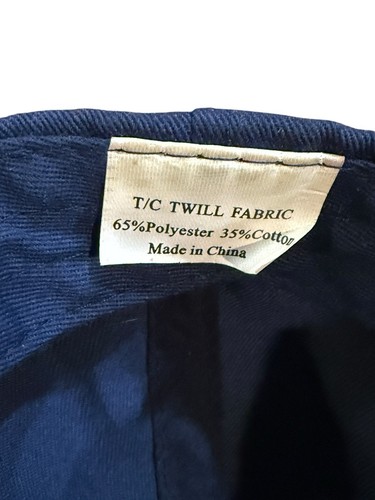 T/C TWILL FABRIC
65%Polyester 35%Cotton
Made in China